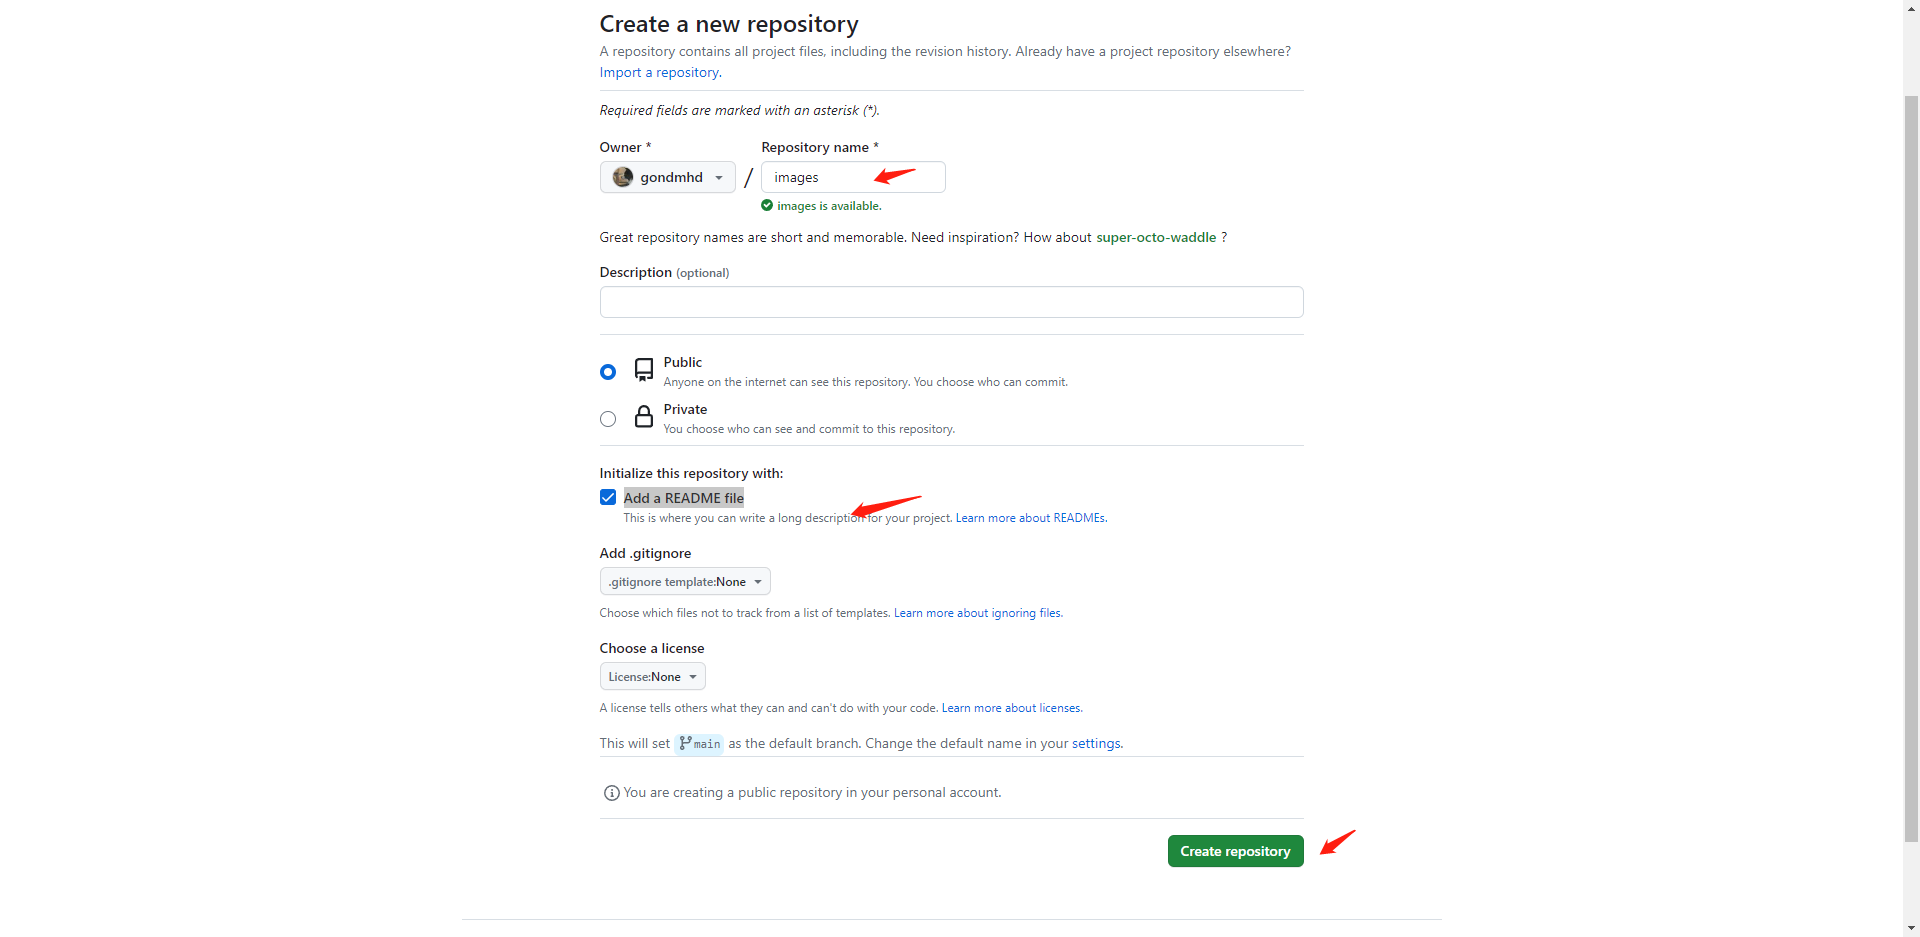 Create a new repository
A repository contains all project files, including the revision history. Already have a project repository elsewhere?
Import a repository.
Required fields are marked with an asterisk (*).
Owner *
Repository name *
gondmhd
/
images
images is available.
Great repository names are short and memorable. Need inspiration? How about super-octo-waddle ?
Description (optional)
Public
Anyone on the internet can see this repository. You choose who can commit.
Private
You choose who can see and commit to this repository.
Initialize this repository with:
Add a README file
This is where you can write a long description for your project. Learn more about READMEs.
Add .gitignore
.gitignore template:None
Choose which files not to track from a list of templates. Learn more about ignoring files.
Choose a license
License:None
A license tells others what they can and can't do with your code. Learn more about licenses.
This will set main as the default branch. Change the default name in your settings.
You are creating a public repository in your personal account.
Create repository